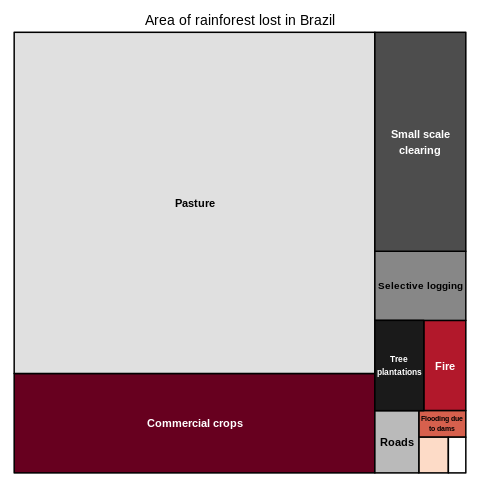 Area of rainforest lost in Brazil
Small scale
clearing
Pasture
Selective logging
Tree
plantations
Fire
Commercial crops
Roads
Flooding due
to dams